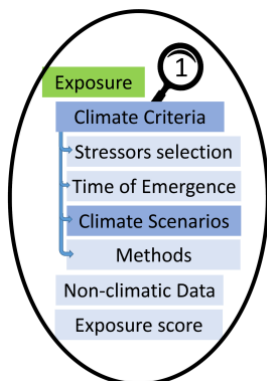 1
Exposure
Climate Criteria
Stressors selection
Time of Emergence
Climate Scenarios
Methods
Non-climatic Data
Exposure score